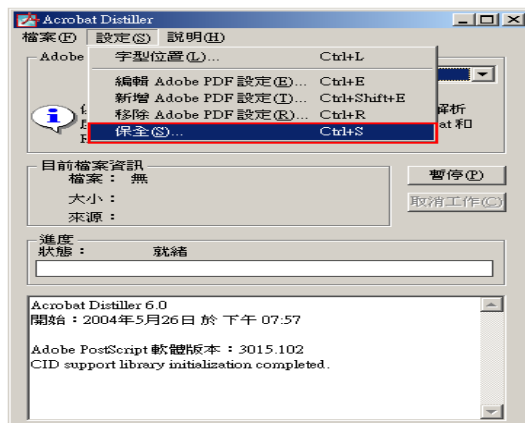 Acrobat Distiller
檔案(F) 設定(S) 說明(H)
Adobe
字型位置(L)... Ctrl+L
編輯 Adobe PDF 設定(E)... Ctrl+E
新增 Adobe PDF 設定(T)... Ctrl+Shift+E
移除 Adobe PDF 設定(R)... Ctrl+R
保全(S)... Ctrl+S
解析
at 和
目前檔案資訊
檔案： 無
大小：
來源：
暫停(P)
取消工作(C)
進度
狀態： 就緒
Acrobat Distiller 6.0
開始：2004年5月26日 於 下午 07:57
Adobe PostScript 軟體版本：3015.102
CID support library initialization completed.